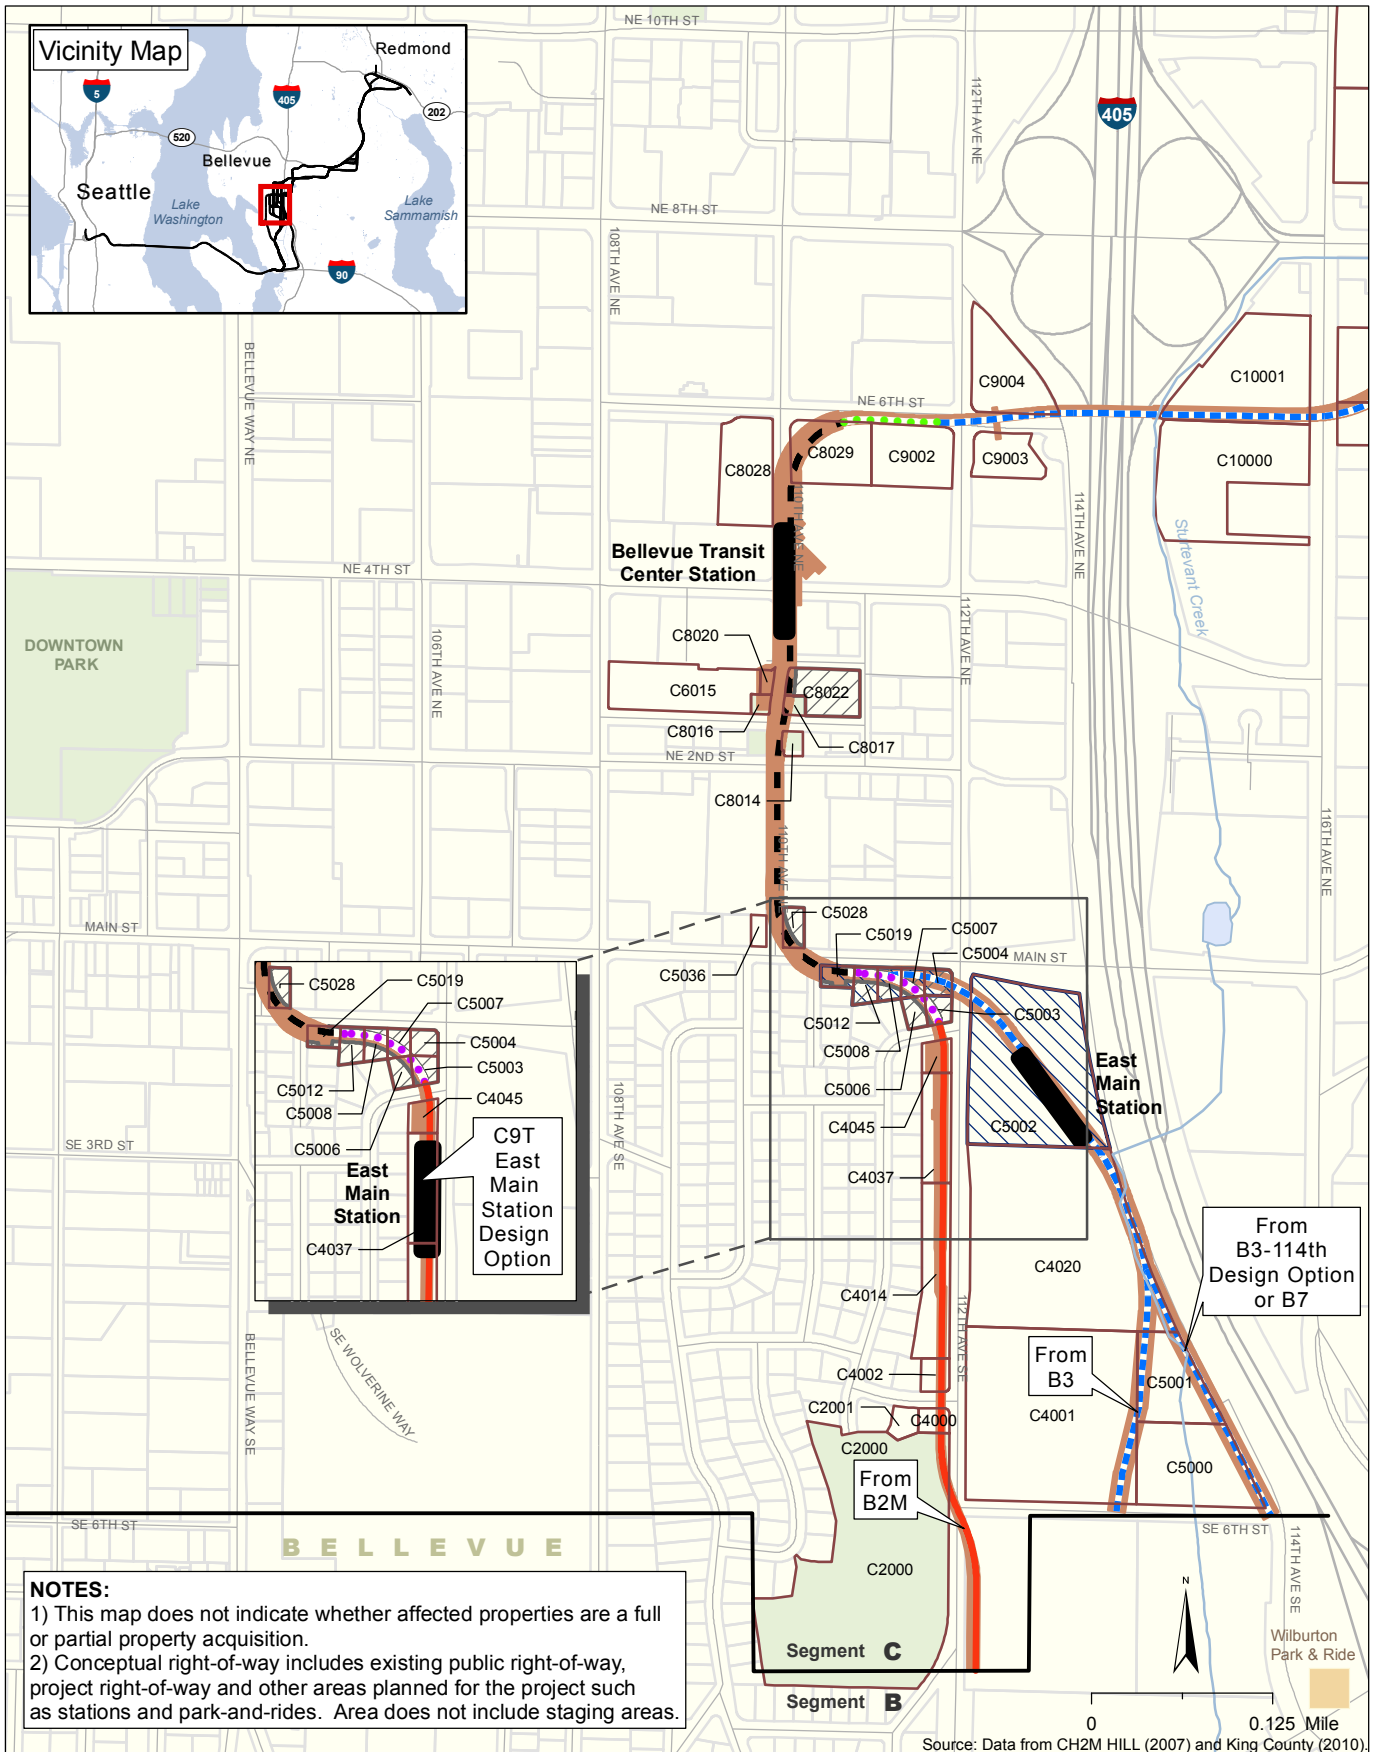 Vicinity Map
Redmond
5
405
202
520
Bellevue
Seattle
Lake
Washington
Lake
Sammamish
90
NE 10TH ST
112TH AVE NE
405
NE 8TH ST
108TH AVE NE
BELLEVUE WAY NE
C9004
C10001
NE 6TH ST
C8028
C8029
C9002
C9003
C10000
110TH AVE NE
114TH AVE NE
Sturtevant Creek
Bellevue Transit
Center Station
NE 4TH ST
DOWNTOWN
PARK
106TH AVE NE
112TH AVE NE
C8020
C6015
C8022
C8016
C8017
NE 2ND ST
C8014
116TH AVE NE
110TH AVE NE
MAIN ST
C5028
C5007
C5019
C5004
MAIN ST
C5036
C5012
C5003
C5008
C5006
C5002
East
Main
Station
C4045
C4037
C5028
C5019
C5007
C5004
C5003
C5012
C5008
C4045
C5006
East
Main
Station
C4037
C9T
East
Main
Station
Design
Option
108TH AVE SE
SE 3RD ST
From
B3-114th
Design Option
or B7
C4020
C4014
112TH AVE SE
BELLEVUE WAY SE
SE WOLVERINE WAY
From
B3
C4002
C5001
C2001
C4000
C4001
C2000
C5000
From
B2M
SE 6TH ST
SE 6TH ST
114TH AVE SE
BELLEVUE
C2000
NOTES:
1) This map does not indicate whether affected properties are a full
or partial property acquisition.
2) Conceptual right-of-way includes existing public right-of-way,
project right-of-way and other areas planned for the project such
as stations and park-and-rides. Area does not include staging areas.
Segment C
Segment B
N
Wilburton
Park & Ride
0 0.125 Mile
Source: Data from CH2M HILL (2007) and King County (2010).